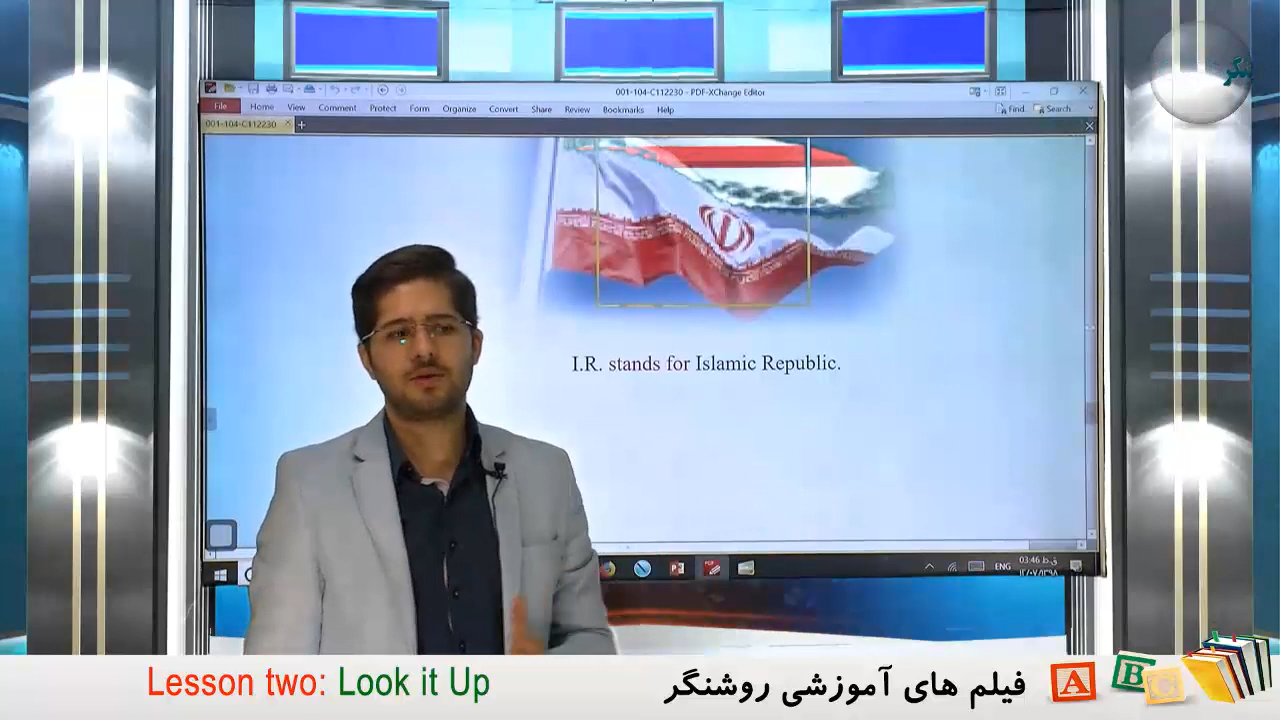 001-104-C112230 - PDF-XChange Editor
File Home View Comment Protect Form Organize Convert Share Review Bookmarks Help Find Search
001-104-C112230
I.R. stands for Islamic Republic.
ENG 03:46 ق.ظ
Lesson two: Look it Up
فیلم های آموزشی روشنگر
A B C